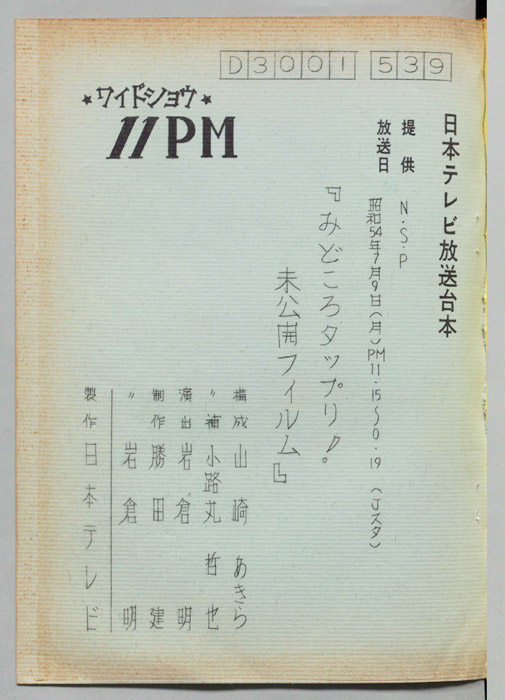 D3001 539
★ワイドショウ★
11PM
日本テレビ放送台本
提供 N.S.P
放送日 昭和54年7月9日(月)PM11・15〜0・19 (Jスタ)
『みどころタップリ!。
未公開フィルム』
構成 山崎 あきら
〃補 小路丸 哲也
演出 岩倉 明
制作 勝田 建
〃 岩倉 明
製作 日本テレビ